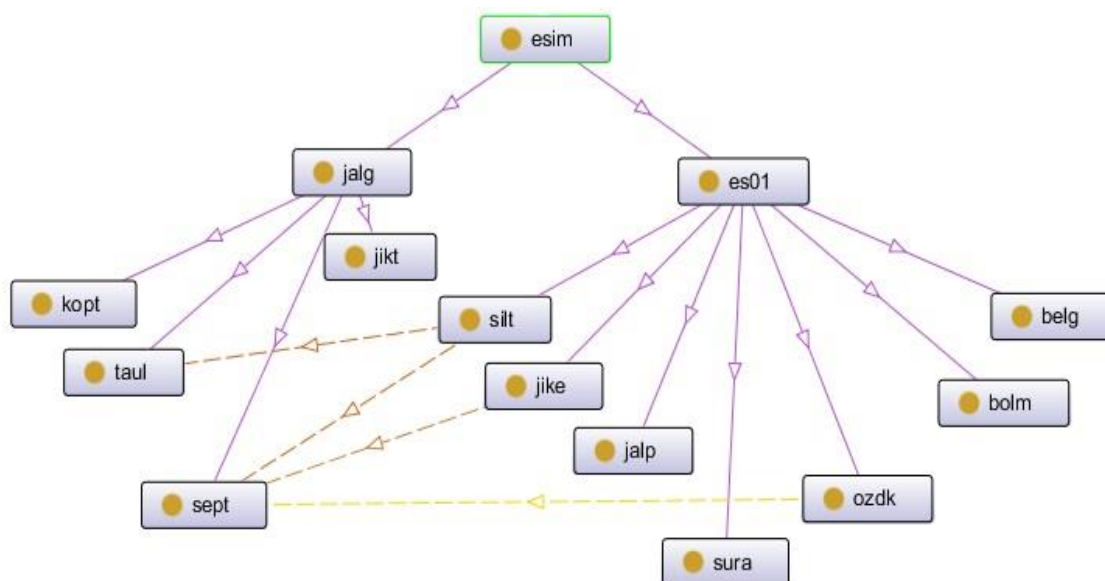 esim
jalg
es01
jikt
kopt
silt
belg
taul
jike
bolm
jalp
sept
ozdk
sura